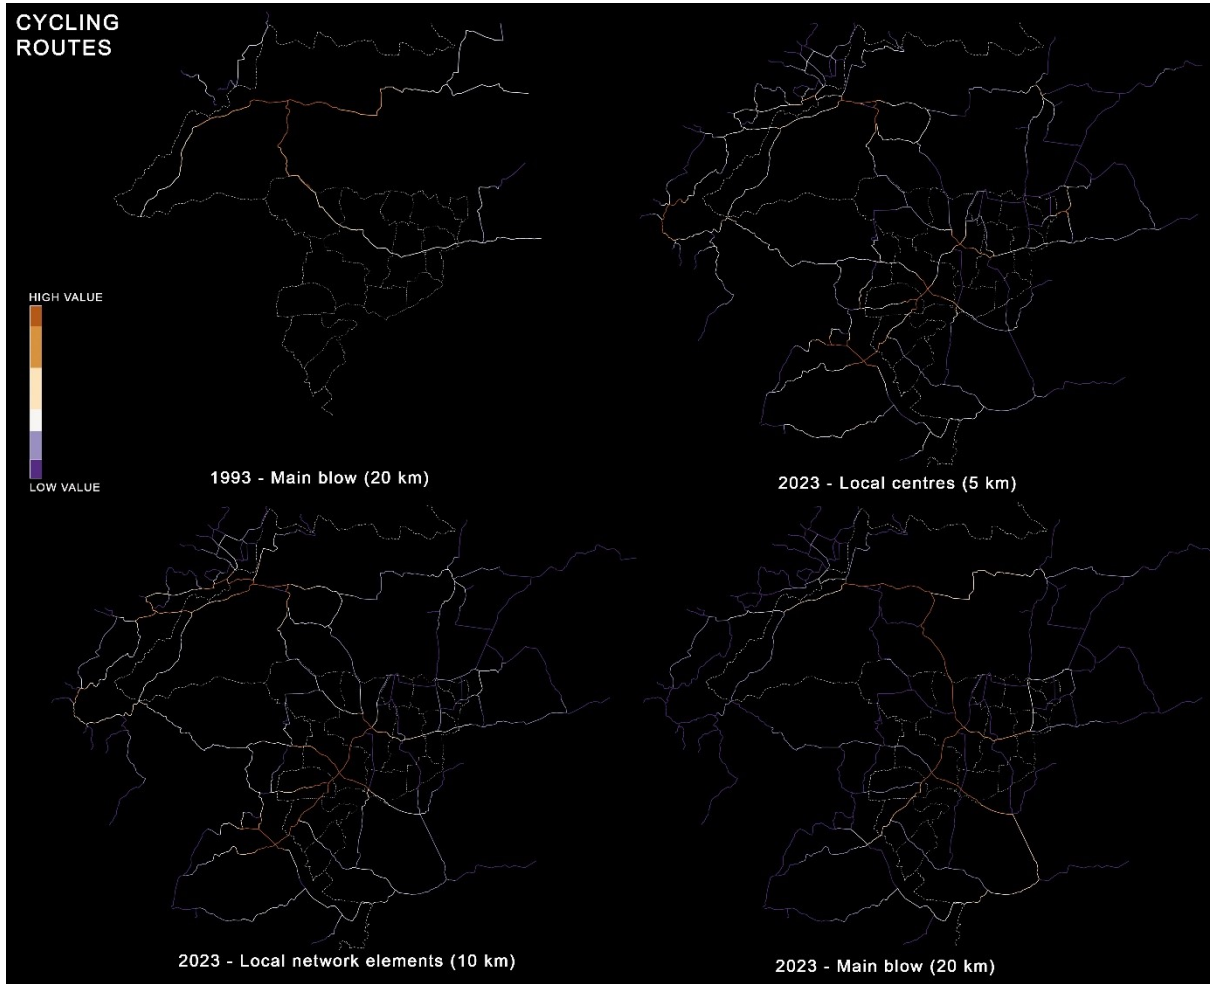 CYCLING
ROUTES
HIGH VALUE
LOW VALUE
1993 - Main blow (20 km)
2023 - Local centres (5 km)
2023 - Local network elements (10 km)
2023 - Main blow (20 km)